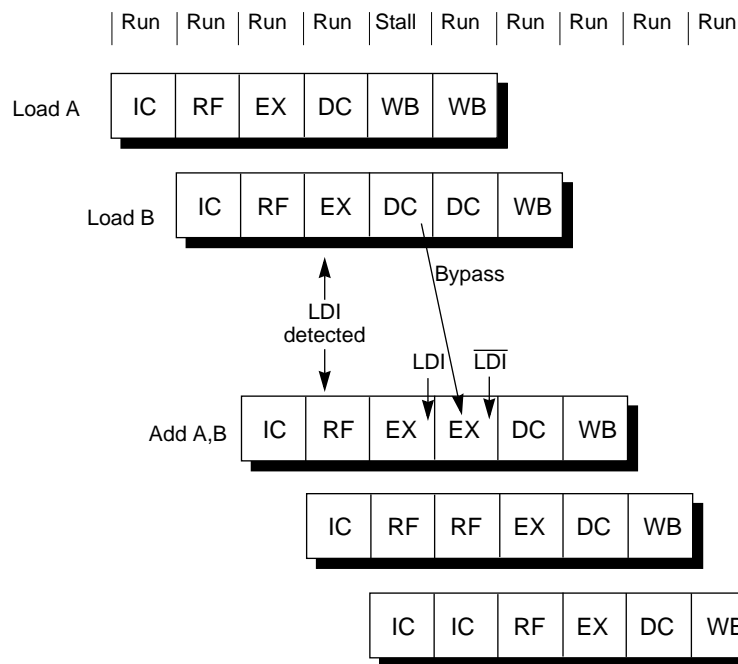 Run Run Run Run Stall Run Run Run Run Run
Load A IC RF EX DC WB WB
Load B IC RF EX DC DC WB
Bypass
LDI
detected
LDI LDI
Add A,B IC RF EX EX DC WB
IC RF RF EX DC WB
IC IC RF EX DC WB